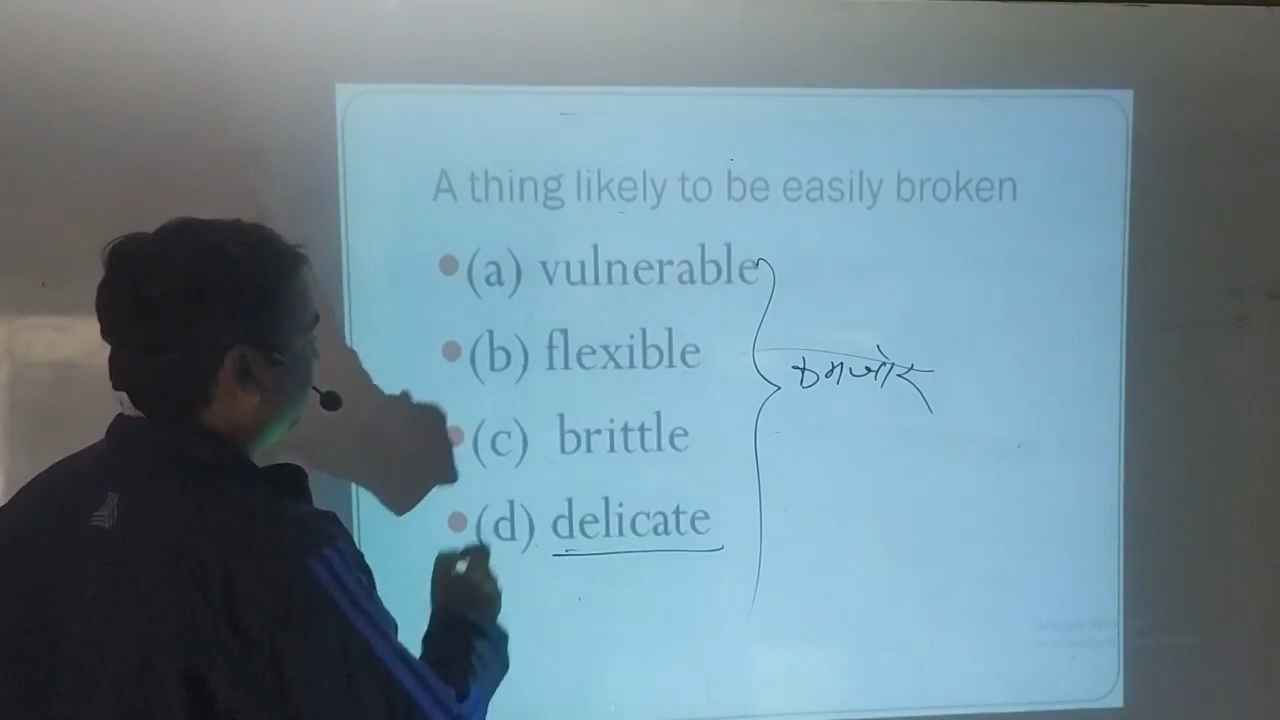 A thing likely to be easily broken
(a) vulnerable
(b) flexible
कमजोर
(c) brittle
(d) delicate